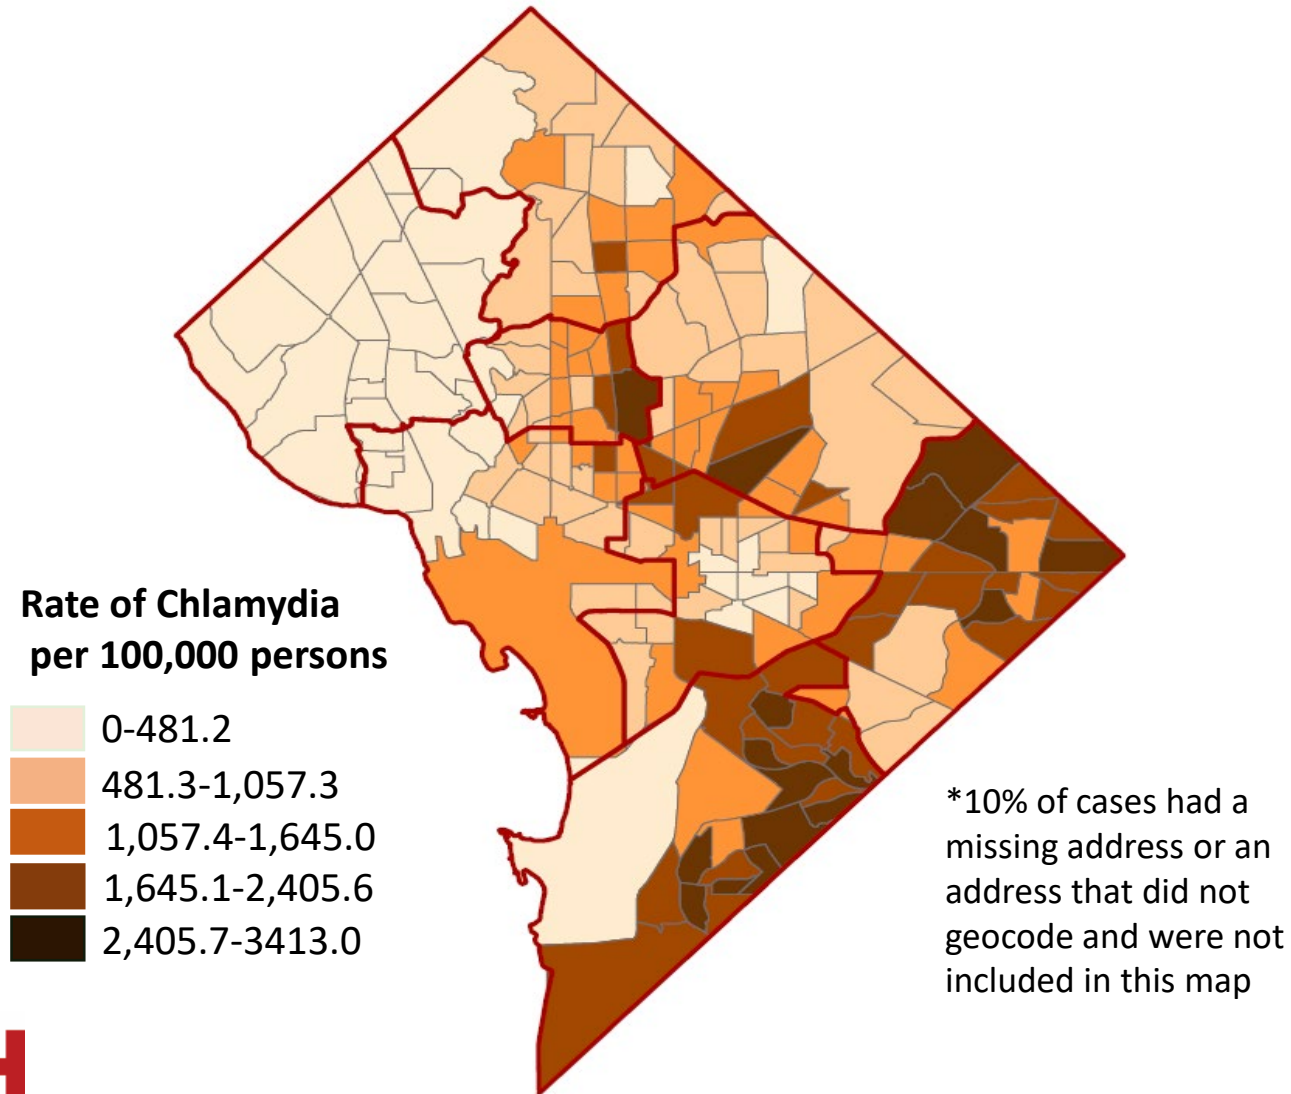 Rate of Chlamydia
per 100,000 persons
0-481.2
481.3-1,057.3
1,057.4-1,645.0
1,645.1-2,405.6
2,405.7-3413.0
*10% of cases had a
missing address or an
address that did not
geocode and were not
included in this map